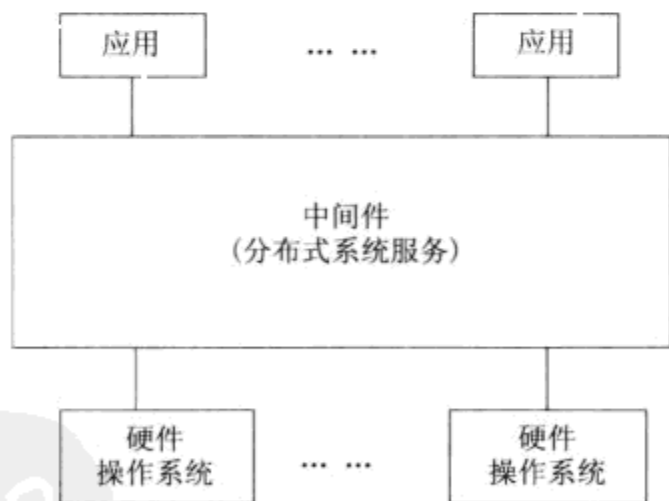 应用
... ...
应用
中间件
(分布式系统服务)
硬件
操作系统
... ...
硬件
操作系统